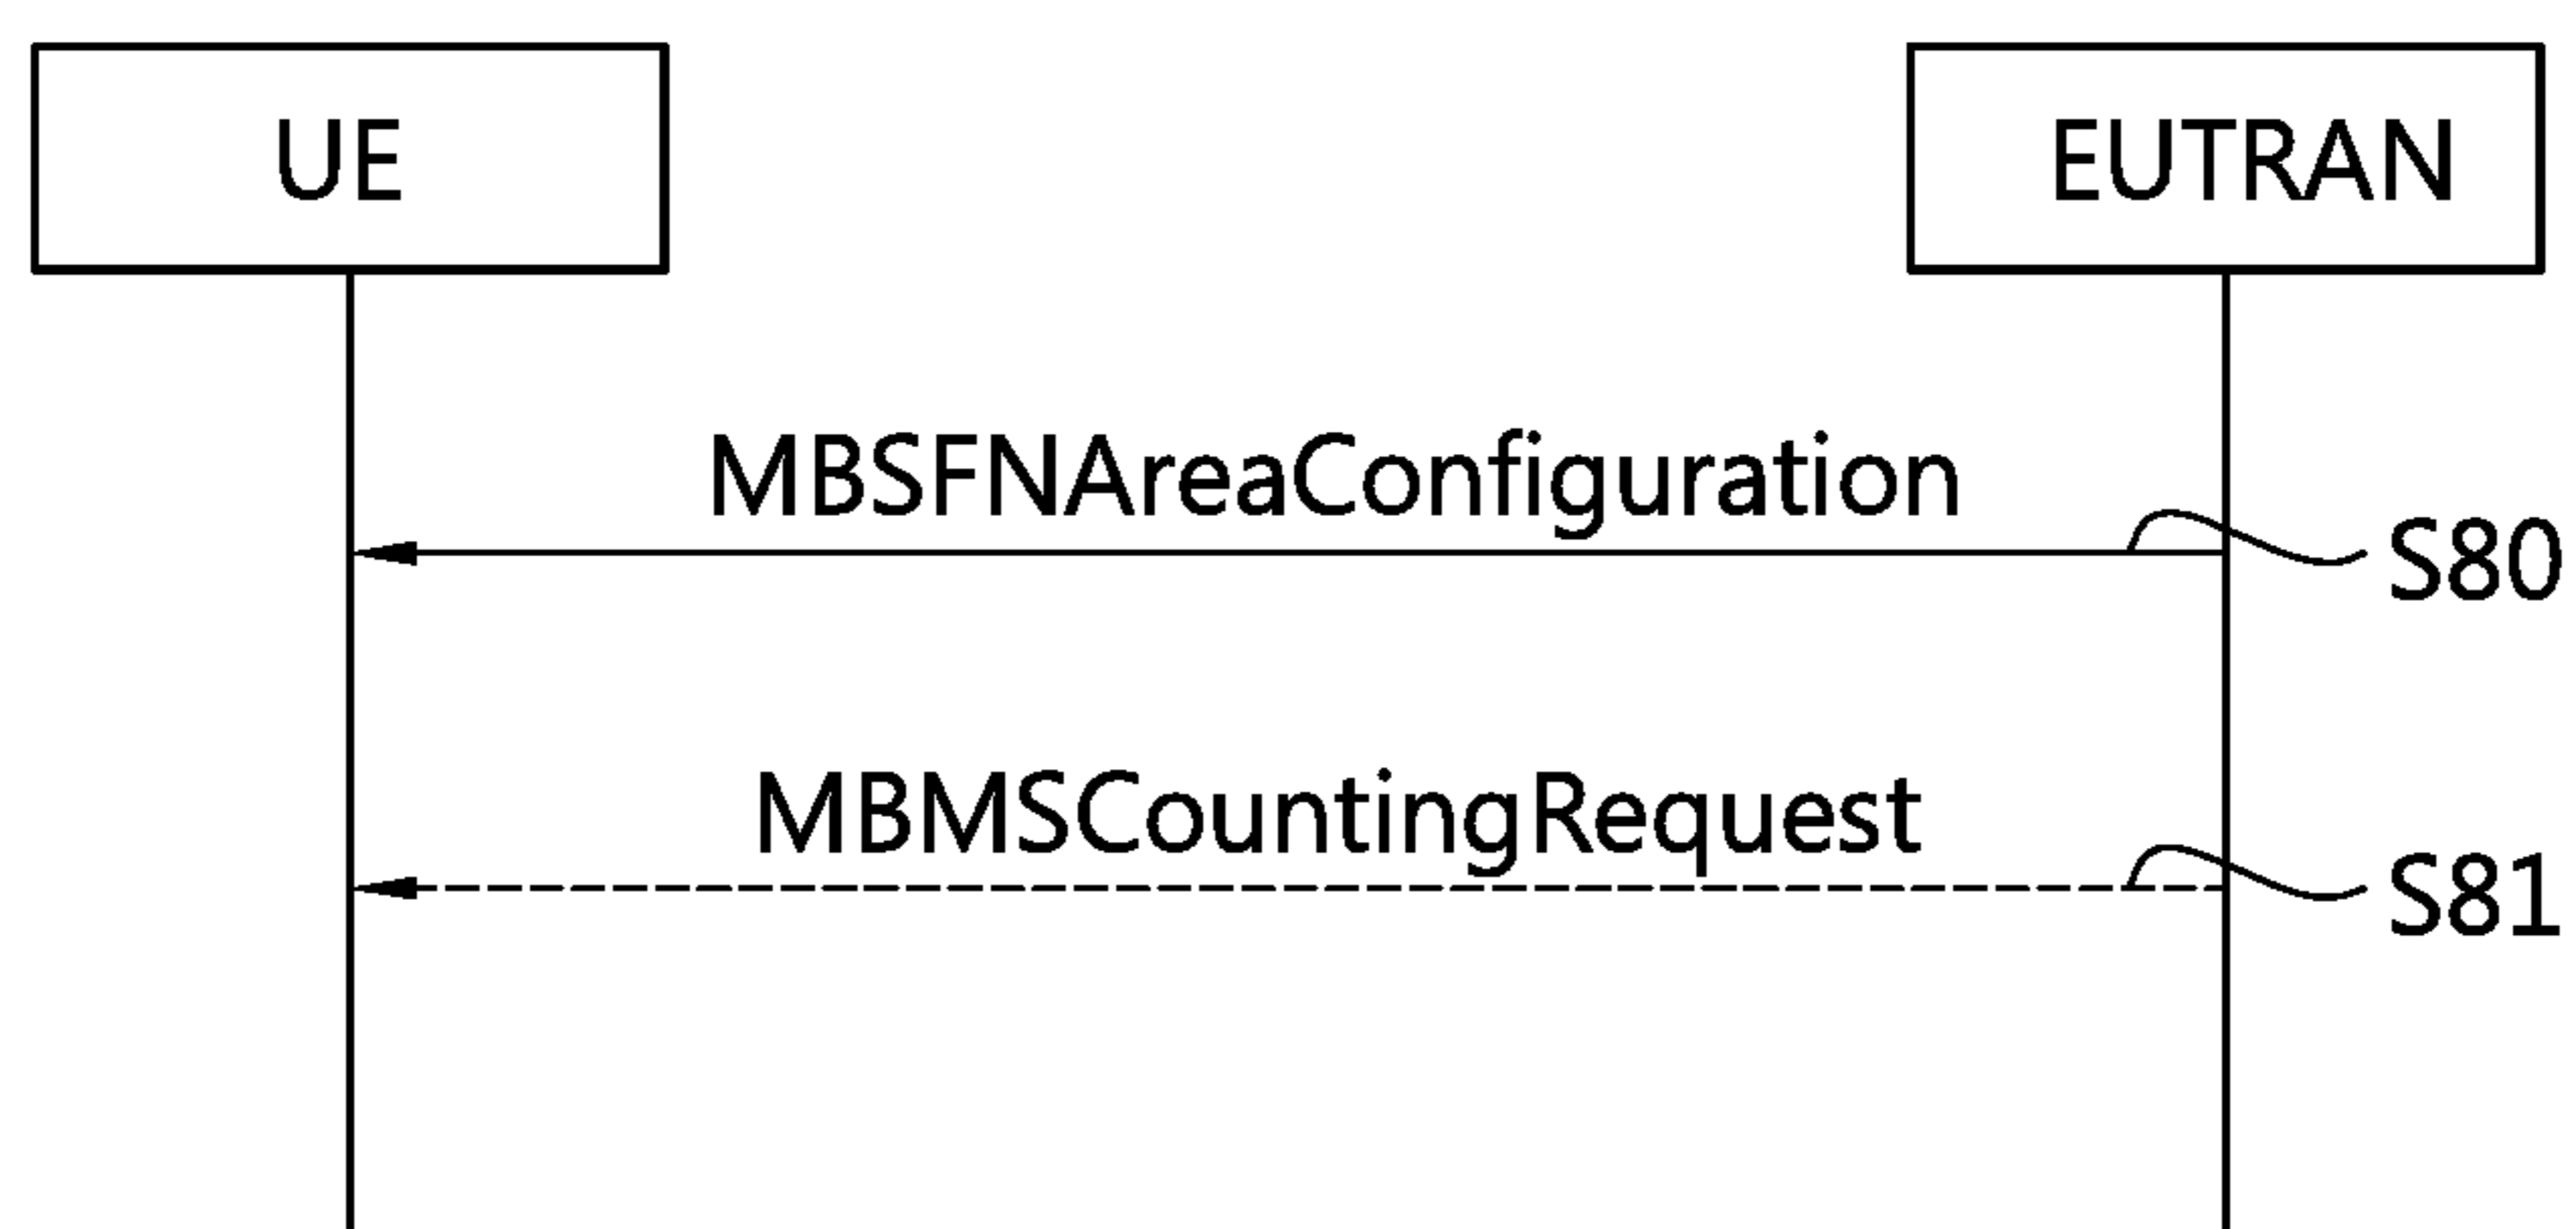 UE
EUTRAN
MBSFNAreaConfiguration
S80
MBMSCountingRequest
S81